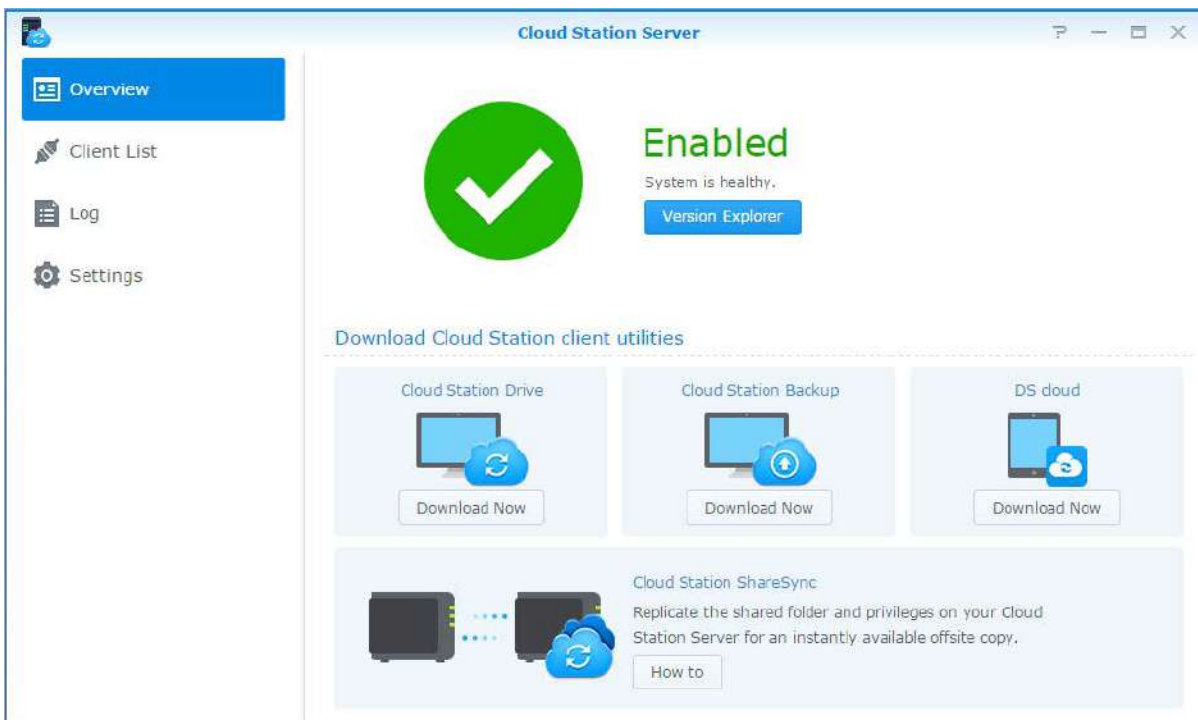 Cloud Station Server
Overview
Client List
Log
Settings
Enabled
System is healthy.
Version Explorer
Download Cloud Station client utilities
Cloud Station Drive
Download Now
Cloud Station Backup
Download Now
DS cloud
Download Now
Cloud Station ShareSync
Replicate the shared folder and privileges on your Cloud
Station Server for an instantly available offsite copy.
How to